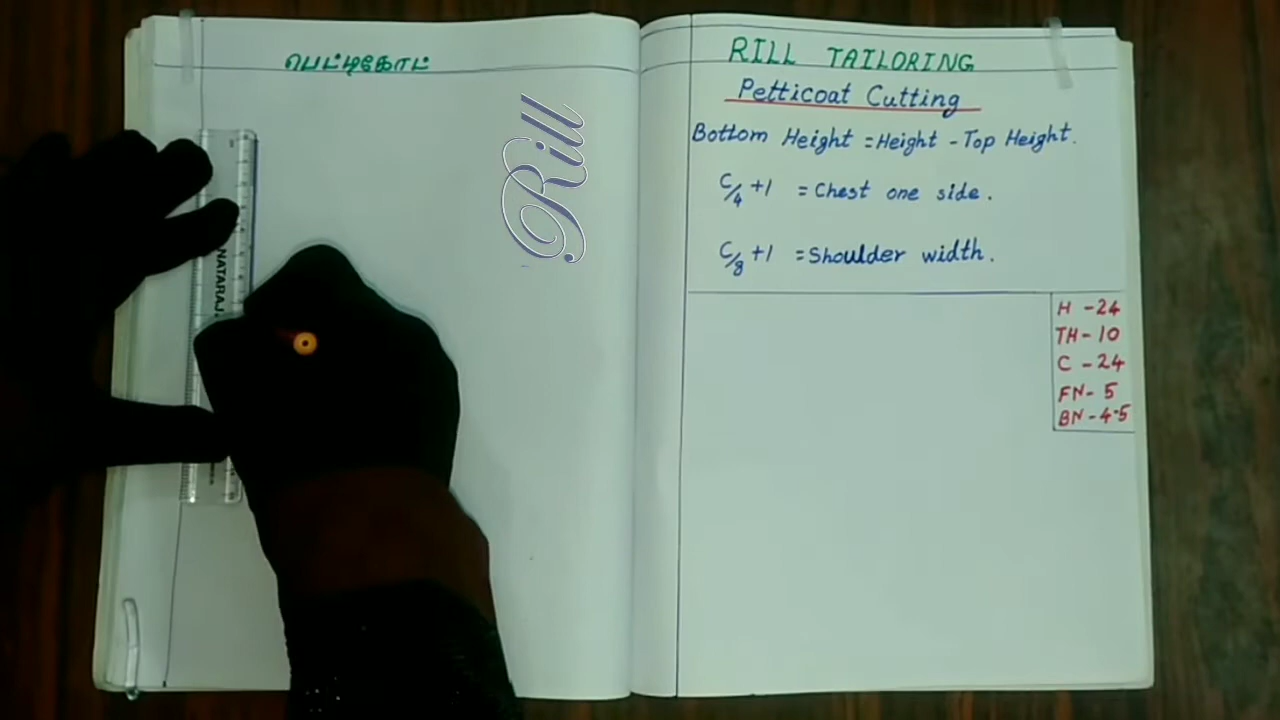 பெட்டிகோட்
Rill
NATARAJ
RILL TAILORING
Petticoat Cutting
Bottom Height = Height - Top Height.
C/4 +1 = Chest one side.
C/8 +1 = Shoulder width.
H - 24
TH - 10
C - 24
FN - 5
BN - 4.5